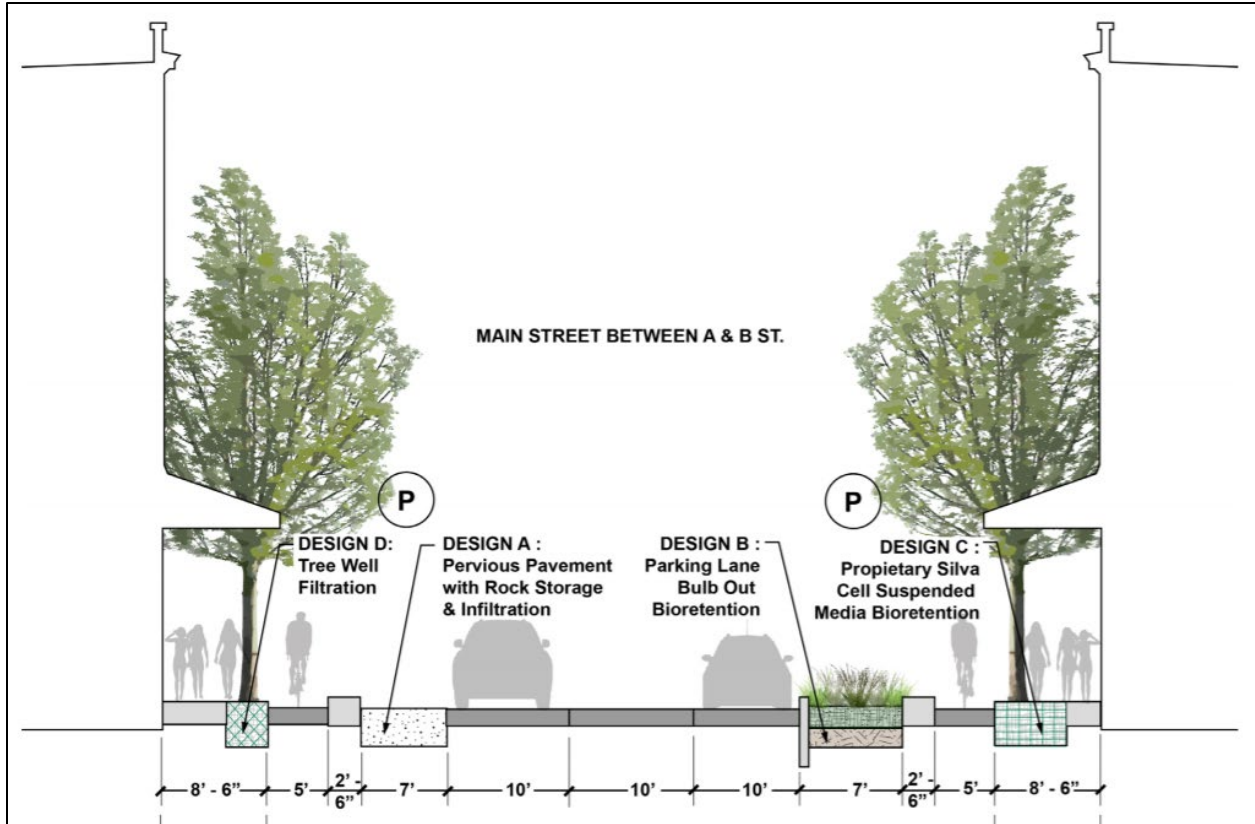 MAIN STREET BETWEEN A & B ST.
P
P
DESIGN D:
Tree Well
Filtration
DESIGN A :
Pervious Pavement
with Rock Storage
& Infiltration
DESIGN B :
Parking Lane
Bulb Out
Bioretention
DESIGN C :
Propietary Silva
Cell Suspended
Media Bioretention
8’ - 6”
5’
2’ -
6”
7’
10’
10’
10’
7’
2’ -
6”
5’
8’ - 6”